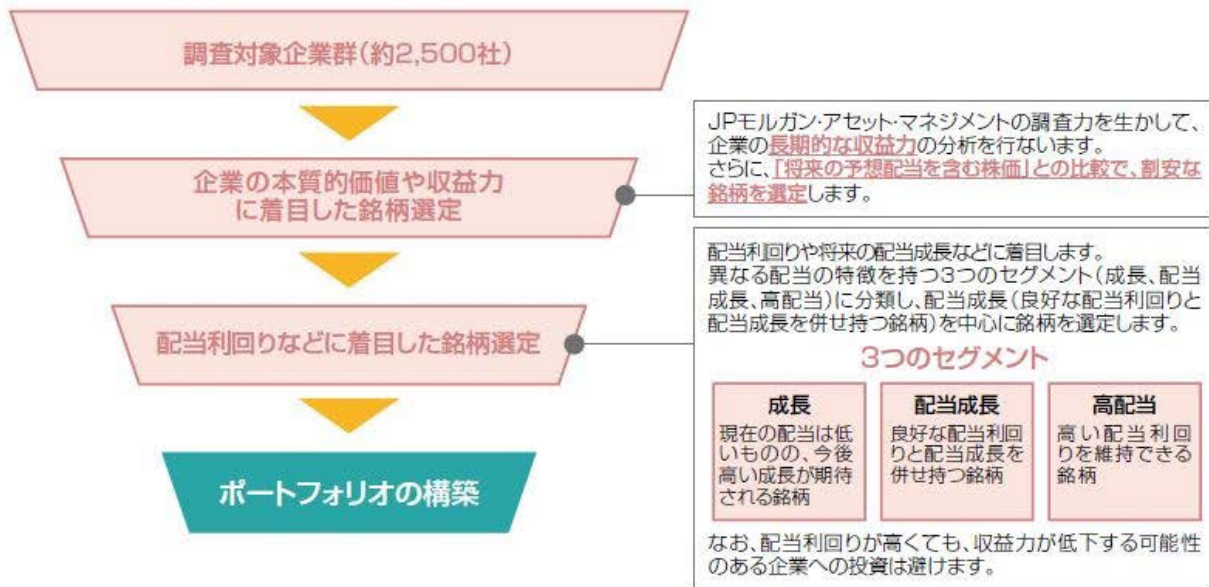 調査対象企業群(約2,500社)
企業の本質的価値や収益力
に着目した銘柄選定
配当利回りなどに着目した銘柄選定
ポートフォリオの構築
JPモルガン・アセット・マネジメントの調査力を生かして、
企業の長期的な収益力の分析を行ないます。
さらに、「将来の予想配当を含む株価」との比較で、割安な
銘柄を選定します。
配当利回りや将来の配当成長などに着目します。
異なる配当の特徴を持つ3つのセグメント(成長、配当
成長、高配当)に分類し、配当成長(良好な配当利回りと
配当成長を併せ持つ銘柄)を中心に銘柄を選定します。
3つのセグメント
成長
現在の配当は低
いものの、今後
高い成長が期待
される銘柄
配当成長
良好な配当利回
りと配当成長を
併せ持つ銘柄
高配当
高い配当利回
りを維持できる
銘柄
なお、配当利回りが高くても、収益力が低下する可能性
のある企業への投資は避けます。